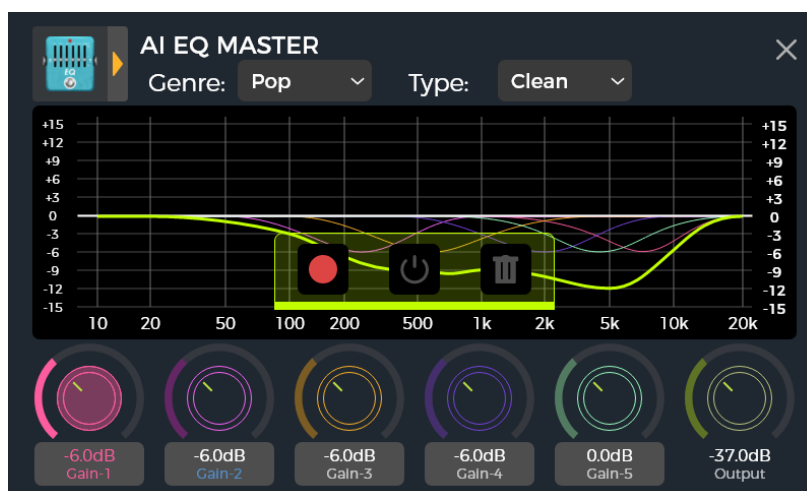 AI EQ MASTER
EQ
Genre: Pop Type: Clean
+15 +15
+12 +12
+9 +9
+6 +6
+3 +3
0 0
-3 -3
-6 -6
-9 -9
-12 -12
-15 -15
10 20 50 100 200 500 1k 2k 5k 10k 20k
-6.0dB -6.0dB -6.0dB -6.0dB 0.0dB -37.0dB
Gain-1 Gain-2 Gain-3 Gain-4 Gain-5 Output